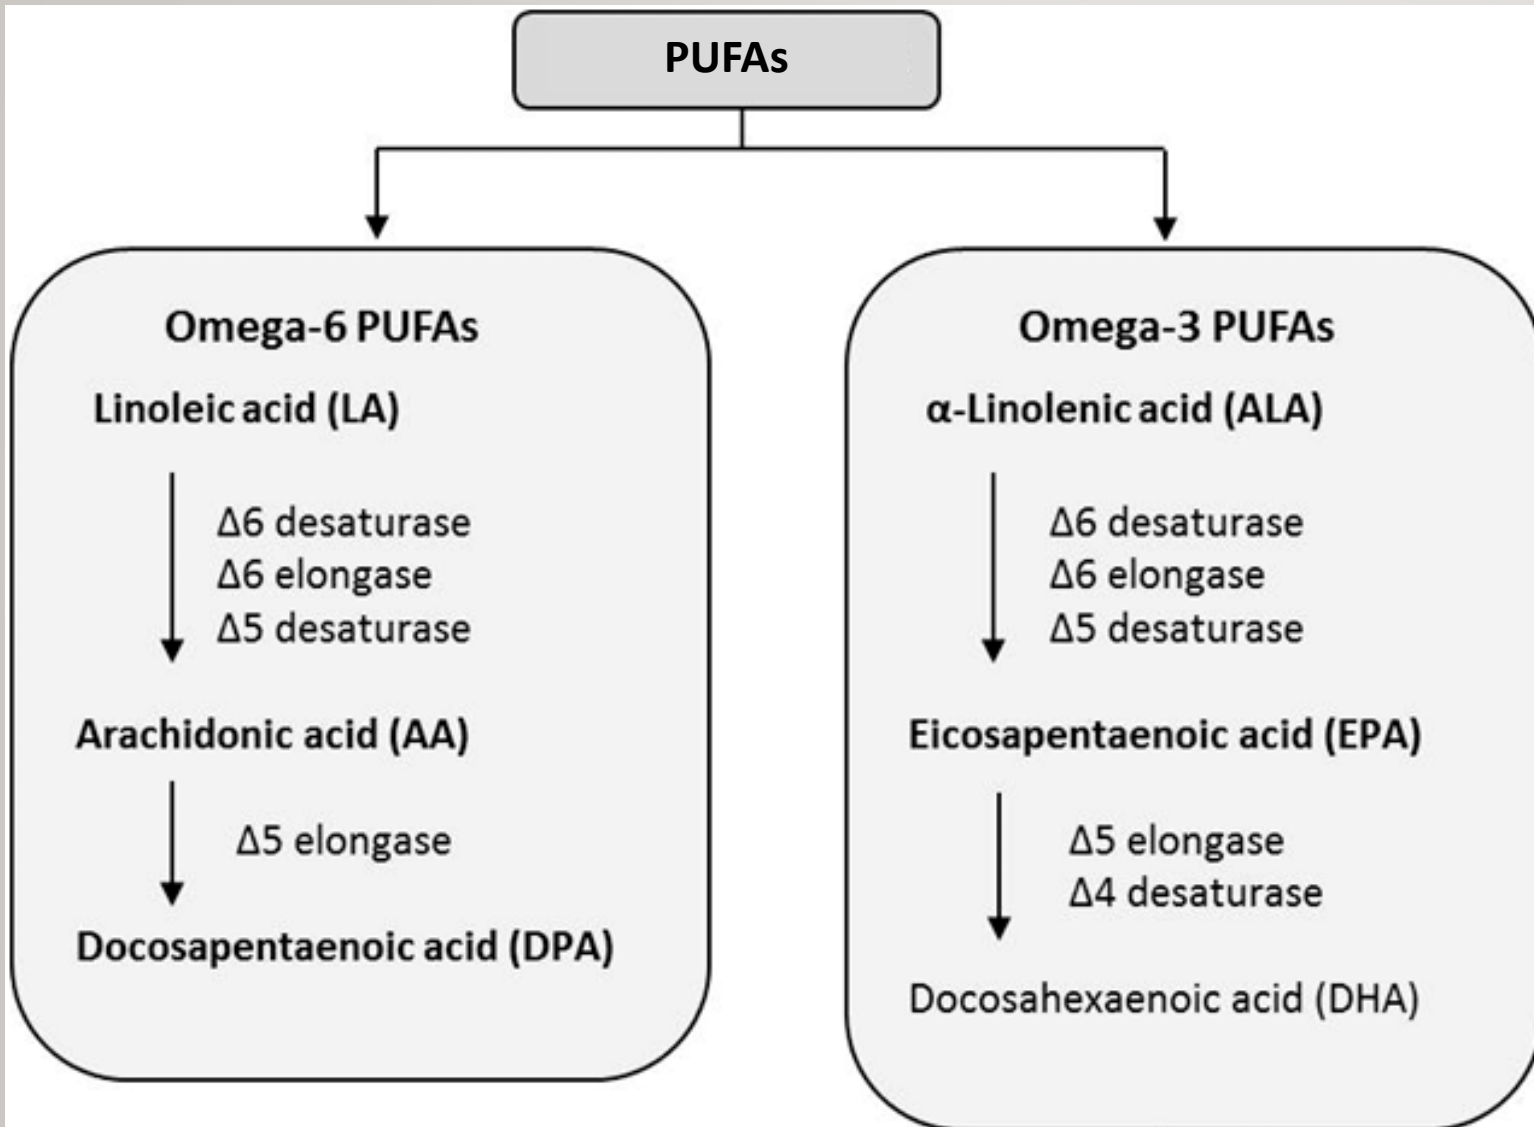 PUFAs
Omega-6 PUFAs
Linoleic acid (LA)
Δ6 desaturase
Δ6 elongase
Δ5 desaturase
Arachidonic acid (AA)
Δ5 elongase
Docosapentaenoic acid (DPA)
Omega-3 PUFAs
α-Linolenic acid (ALA)
Δ6 desaturase
Δ6 elongase
Δ5 desaturase
Eicosapentaenoic acid (EPA)
Δ5 elongase
Δ4 desaturase
Docosahexaenoic acid (DHA)